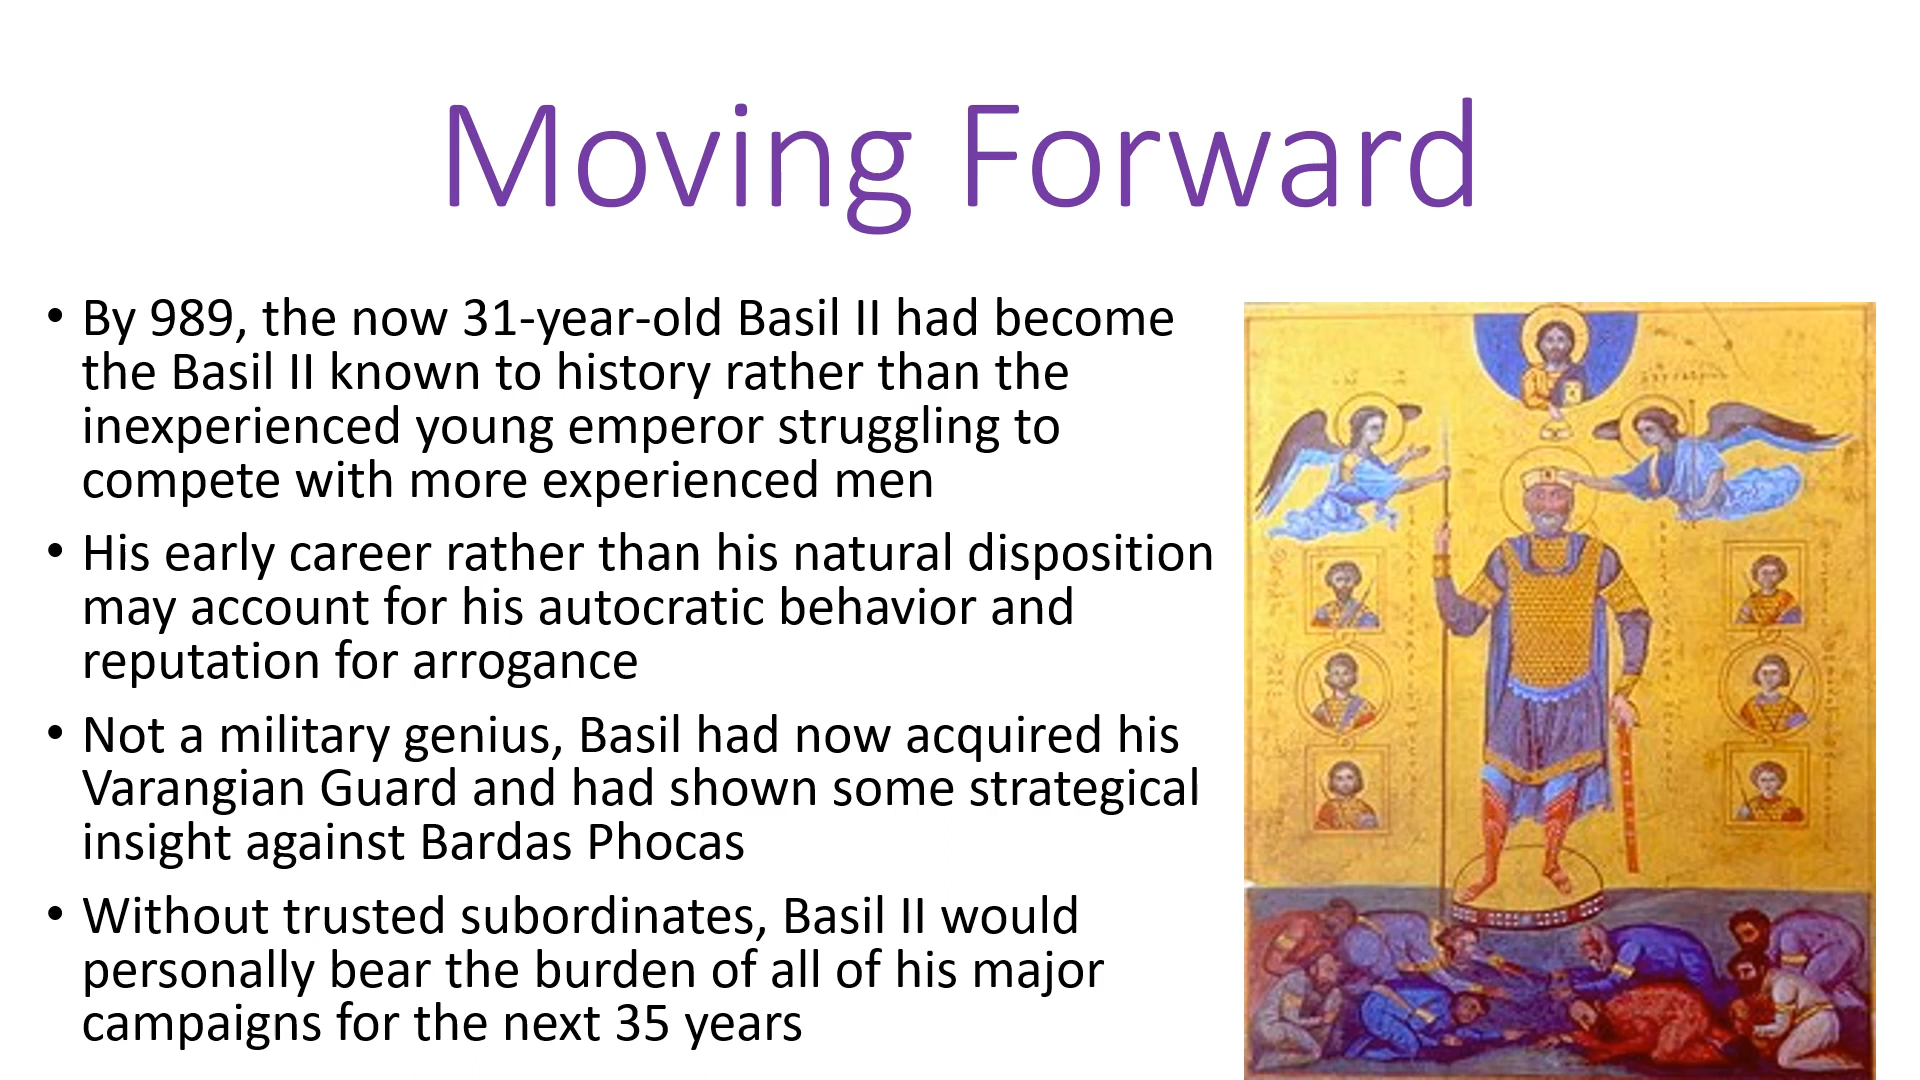 Moving Forward
• By 989, the now 31-year-old Basil II had become
the Basil II known to history rather than the
inexperienced young emperor struggling to
compete with more experienced men
• His early career rather than his natural disposition
may account for his autocratic behavior and
reputation for arrogance
• Not a military genius, Basil had now acquired his
Varangian Guard and had shown some strategical
insight against Bardas Phocas
• Without trusted subordinates, Basil II would
personally bear the burden of all of his major
campaigns for the next 35 years